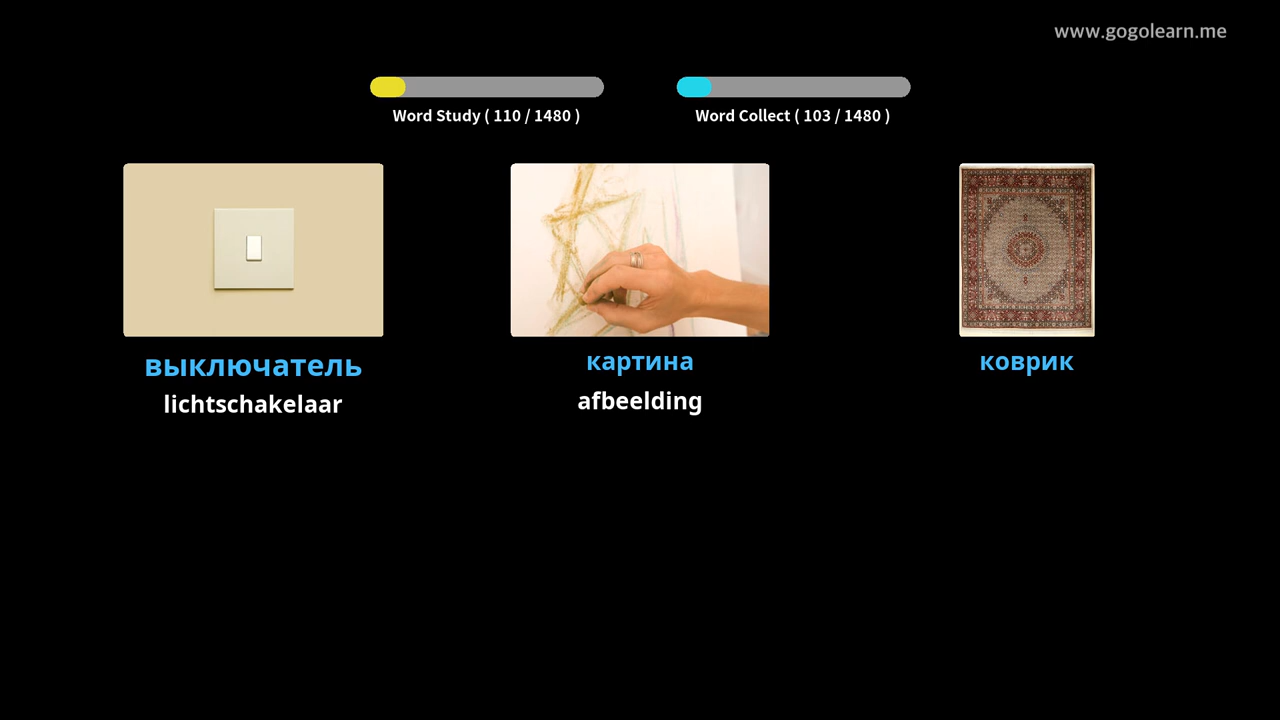 www.gogolearn.me
Word Study ( 110 / 1480 )
Word Collect ( 103 / 1480 )
выключатель
lichtschakelaar
картина
afbeelding
коврик